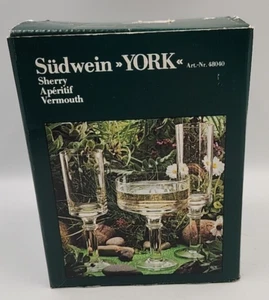 Südwein »YORK« Art.-Nr. 48040
Sherry
Apéritif
Vermouth